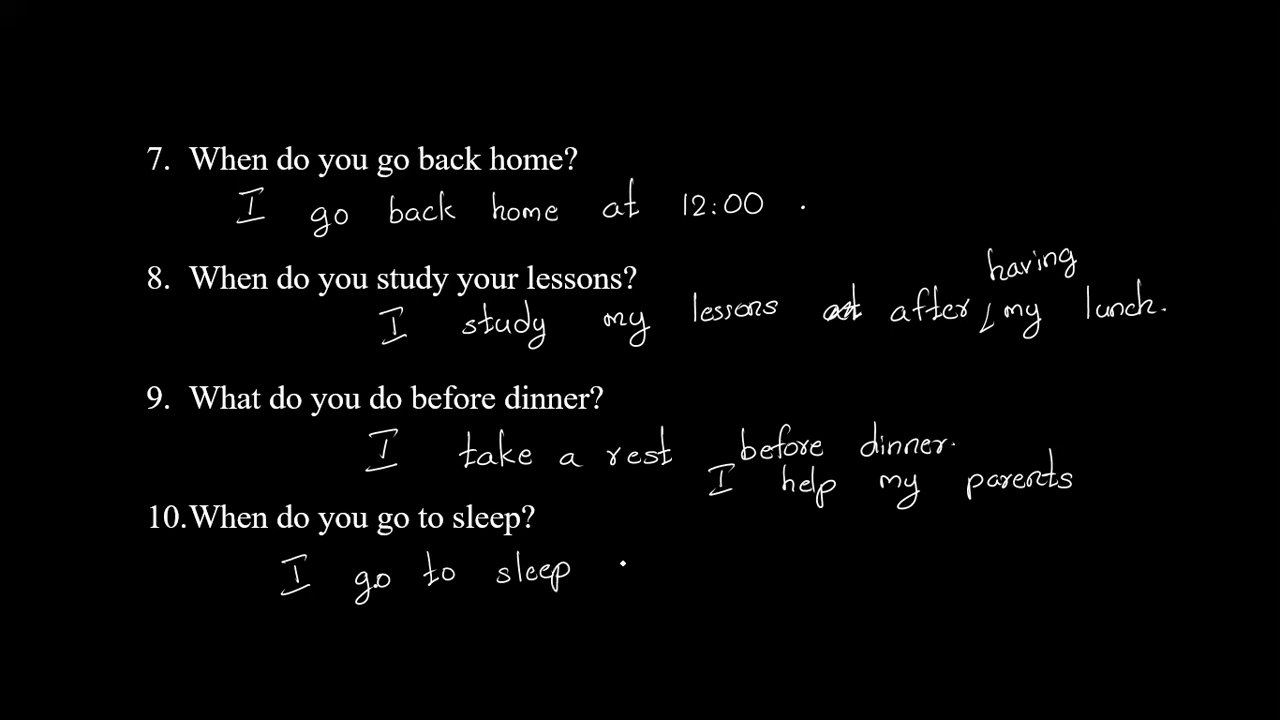 7. When do you go back home?
I go back home at 12:00 .
8. When do you study your lessons?
having
I study my lessons after my lunch.
9. What do you do before dinner?
I take a rest before dinner.
I help my parents
10.When do you go to sleep?
I go to sleep